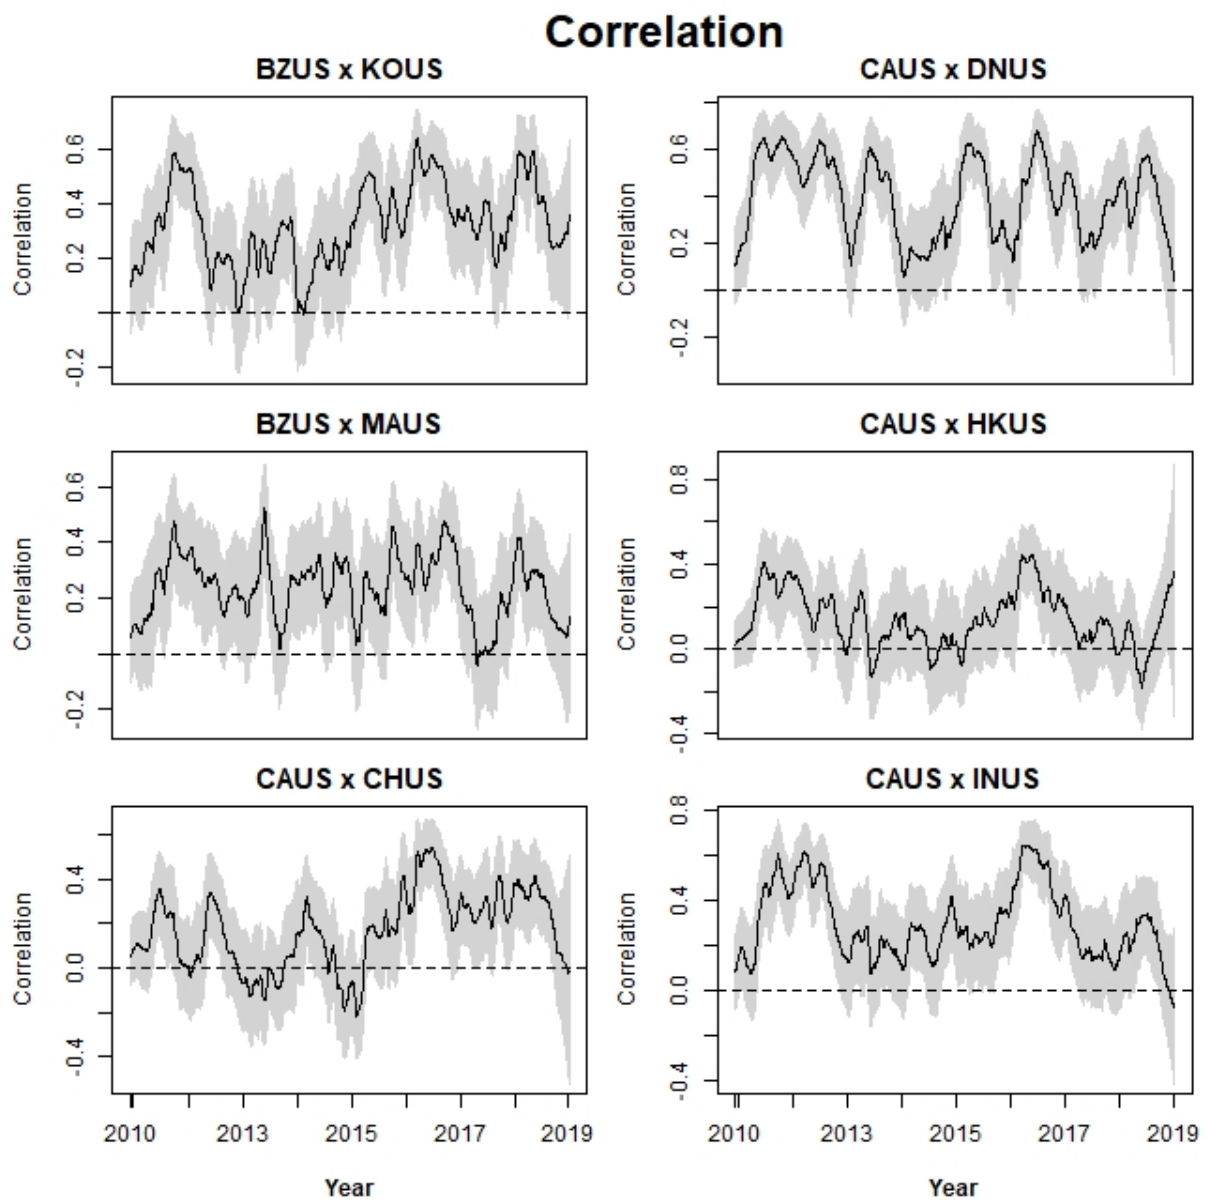 Correlation
BZUS x KOUS
Correlation
0.6
0.4
0.2
-0.2
CAUS x DNUS
Correlation
0.6
0.2
-0.2
BZUS x MAUS
Correlation
0.6
0.4
0.2
-0.2
CAUS x HKUS
Correlation
0.8
0.4
0.0
-0.4
CAUS x CHUS
Correlation
0.4
0.0
-0.4
2010 2013 2015 2017 2019
Year
CAUS x INUS
Correlation
0.8
0.4
0.0
-0.4
2010 2013 2015 2017 2019
Year